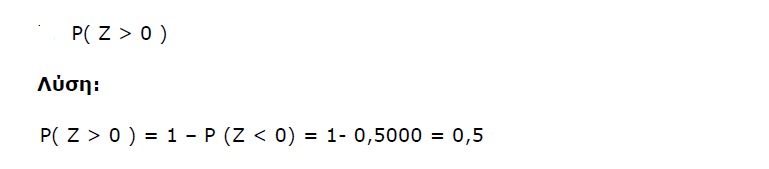 P( Z > 0 )
Λύση:
P( Z > 0 ) = 1 – P (Z < 0) = 1- 0,5000 = 0,5